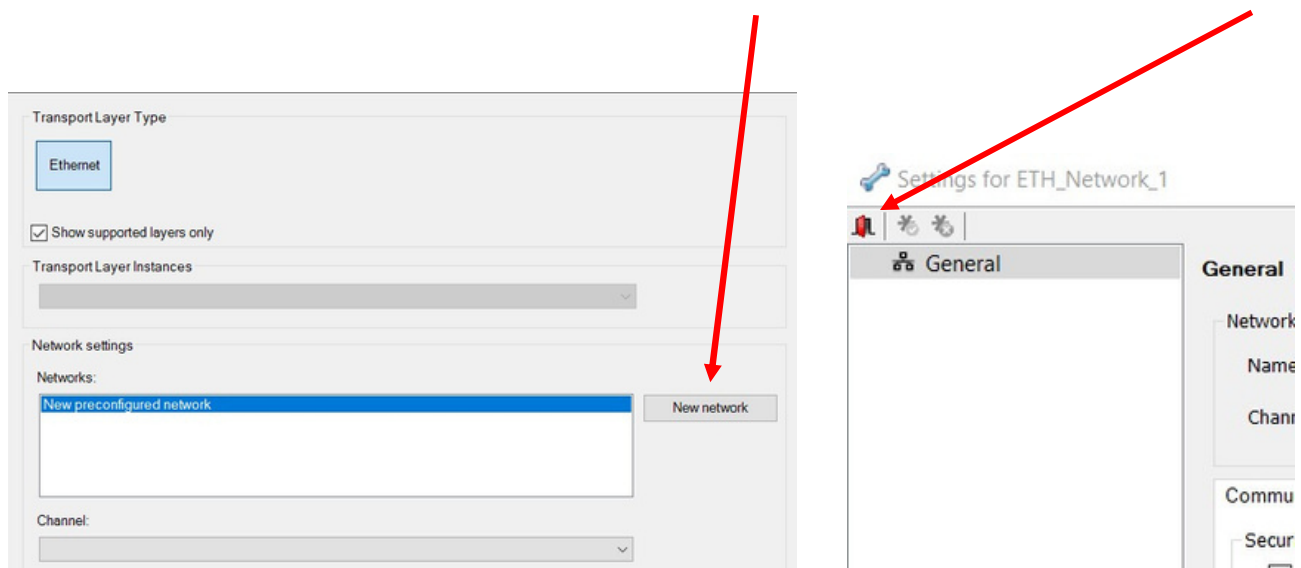 Transport Layer Type
Ethernet
Show supported layers only
Transport Layer Instances
Network settings
Networks:
New preconfigured network
New network
Channel:
Settings for ETH_Network_1
General
General
Network
Name
Chann
Commu
Secur